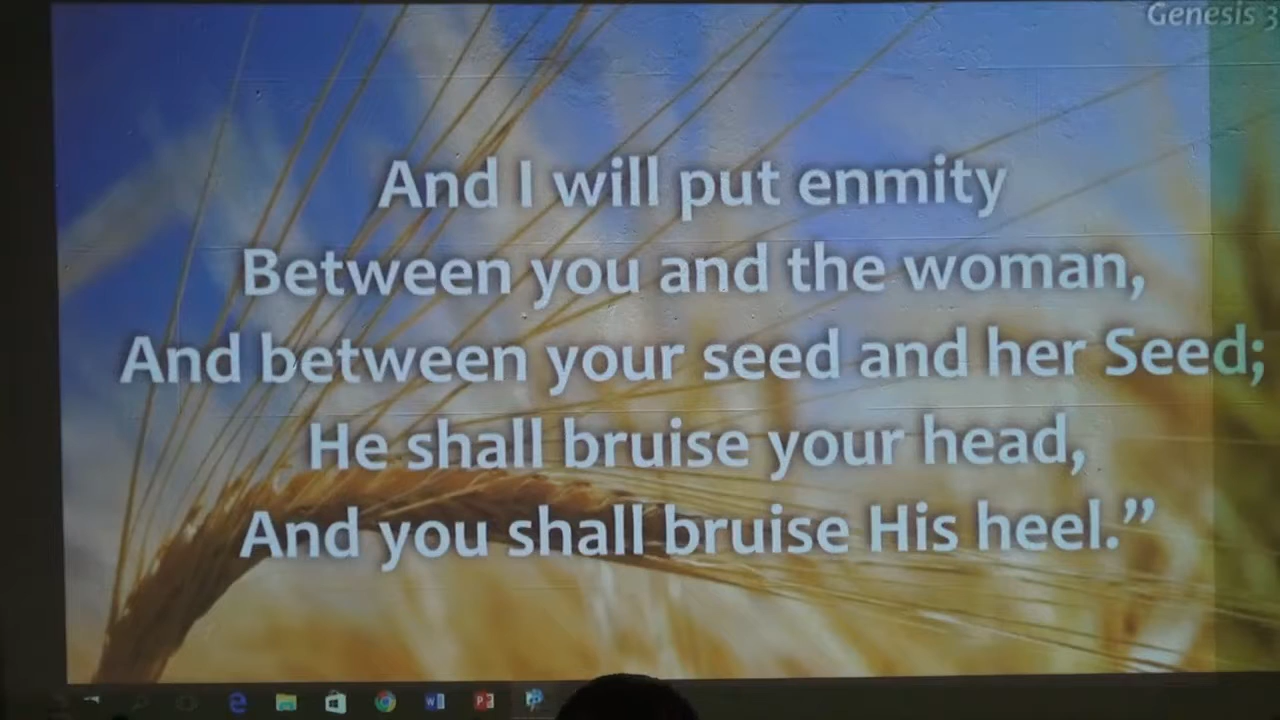 Genesis 3
And I will put enmity
Between you and the woman,
And between your seed and her Seed;
He shall bruise your head,
And you shall bruise His heel.”